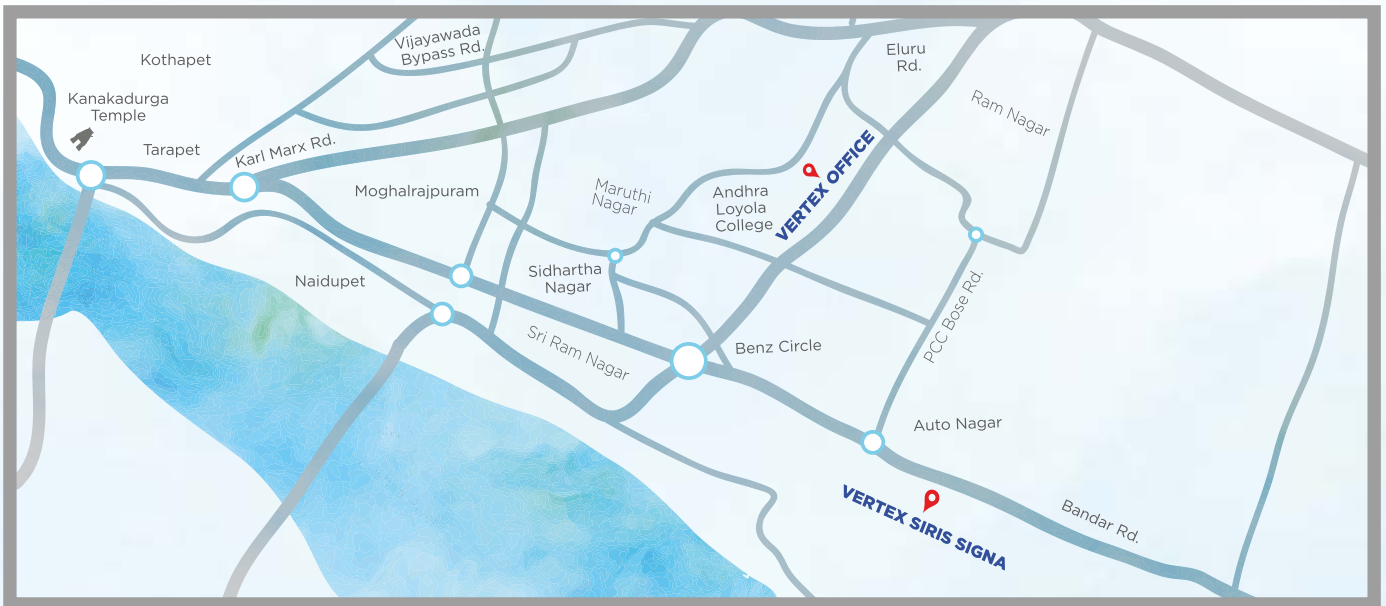 Vijayawada
Bypass Rd.
Eluru
Rd.
Kothapet
Kanakadurga
Temple
Ram Nagar
Tarapet
Karl Marx Rd.
Moghalrajpuram
Maruthi
Nagar
Andhra
Loyola
College
VERTEX OFFICE
Naidupet
Sidhartha
Nagar
Sri Ram Nagar
Benz Circle
PCC Bose Rd.
Auto Nagar
VERTEX SIRIS SIGNA
Bandar Rd.